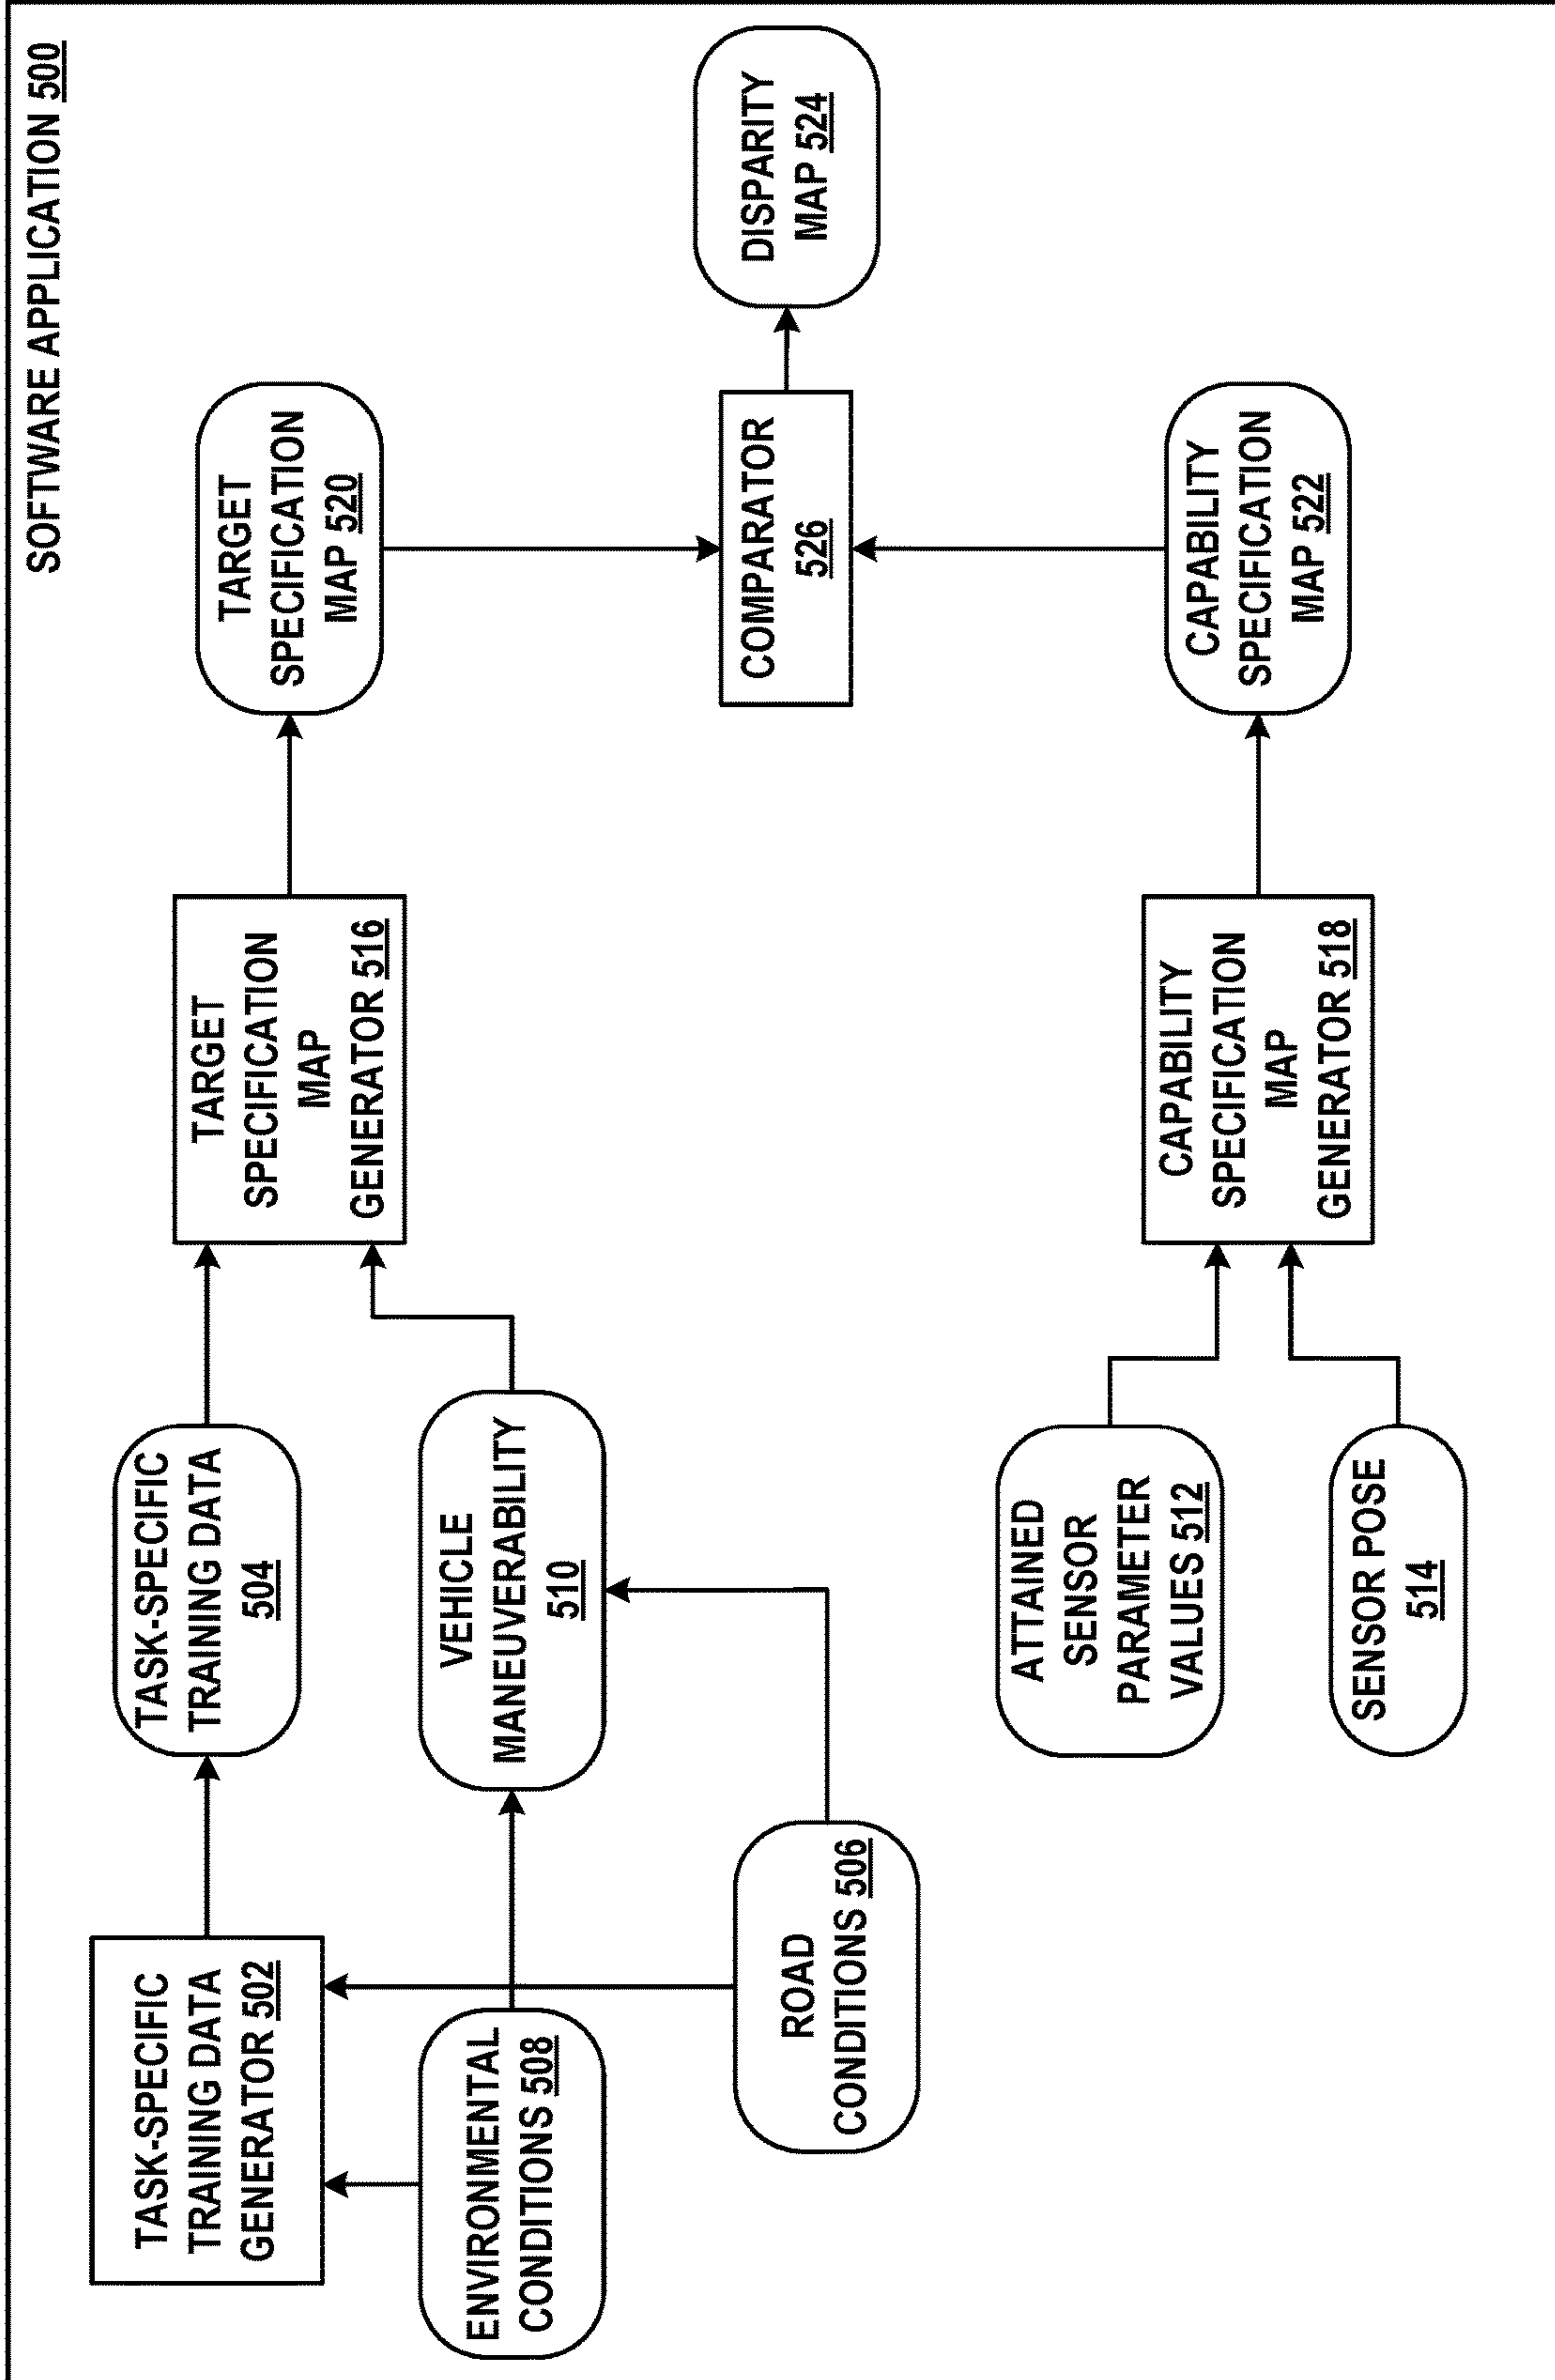 SOFTWARE APPLICATION 500
TASK-SPECIFIC
TRAINING DATA
GENERATOR 502
TASK-SPECIFIC
TRAINING DATA
504
TARGET
SPECIFICATION
MAP
GENERATOR 516
TARGET
SPECIFICATION
MAP 520
ENVIRONMENTAL
CONDITIONS 508
VEHICLE
MANEUVERABILITY
510
ROAD
CONDITIONS 506
COMPARATOR
526
DISPARITY
MAP 524
ATTAINED
SENSOR
PARAMETER
VALUES 512
SENSOR POSE
514
CAPABILITY
SPECIFICATION
MAP
GENERATOR 518
CAPABILITY
SPECIFICATION
MAP 522